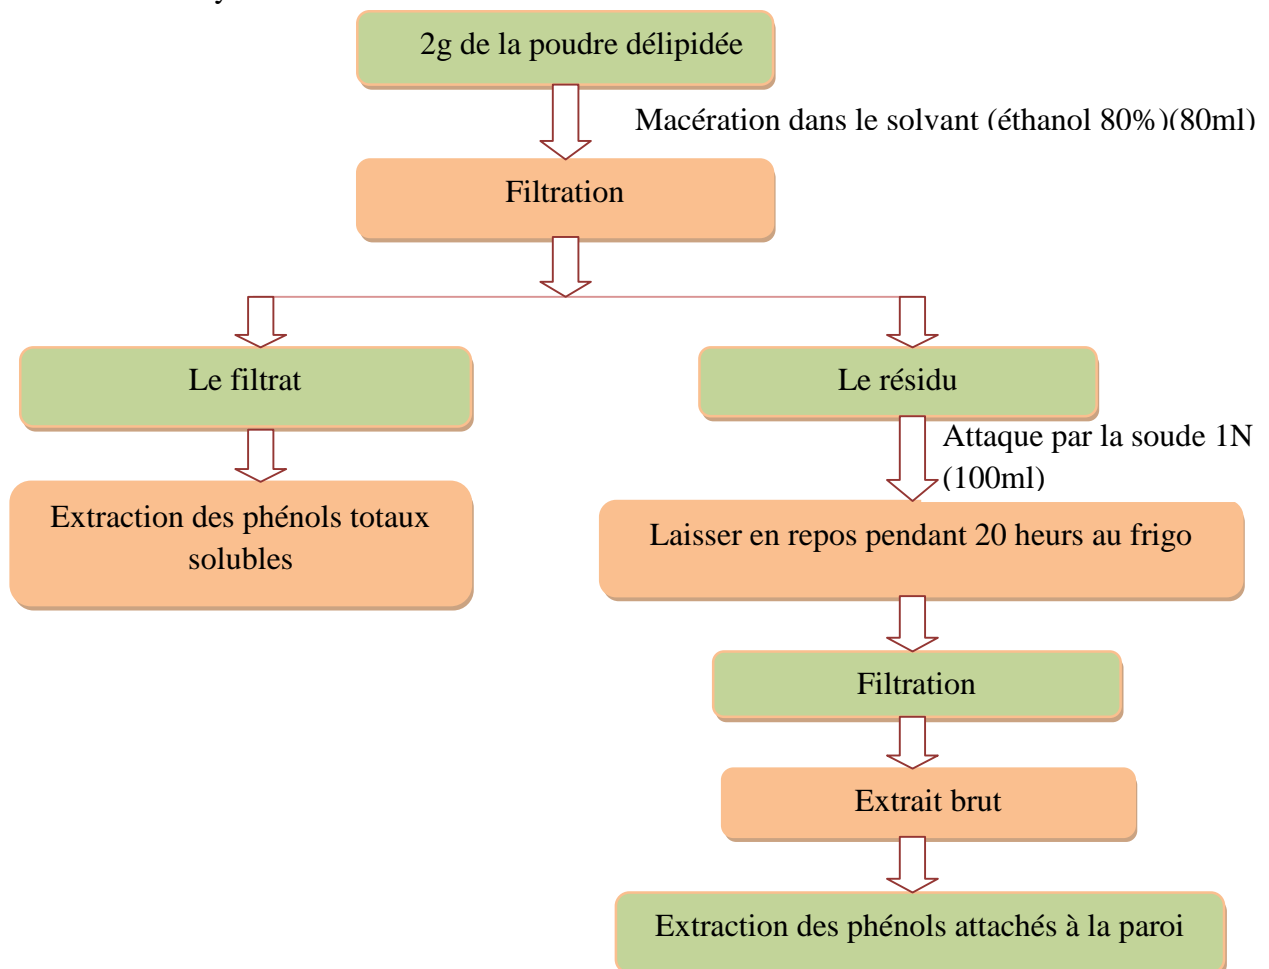 2g de la poudre délipidée
Macération dans le solvant (éthanol 80%)(80ml)
Filtration
Le filtrat
Le résidu
Attaque par la soude 1N
(100ml)
Extraction des phénols totaux
solubles
Laisser en repos pendant 20 heurs au frigo
Filtration
Extrait brut
Extraction des phénols attachés à la paroi